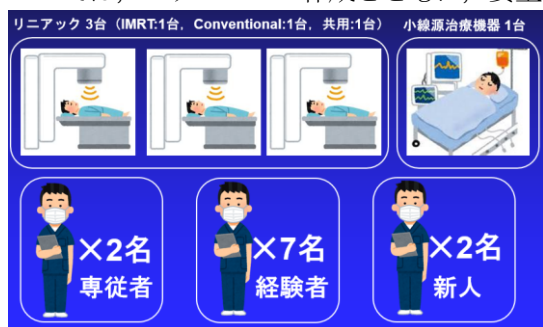 リニアック 3台（IMRT:1台, Conventional:1台, 共用:1台）
小線源治療機器 1台
×2名
専従者
×7名
経験者
×2名
新人